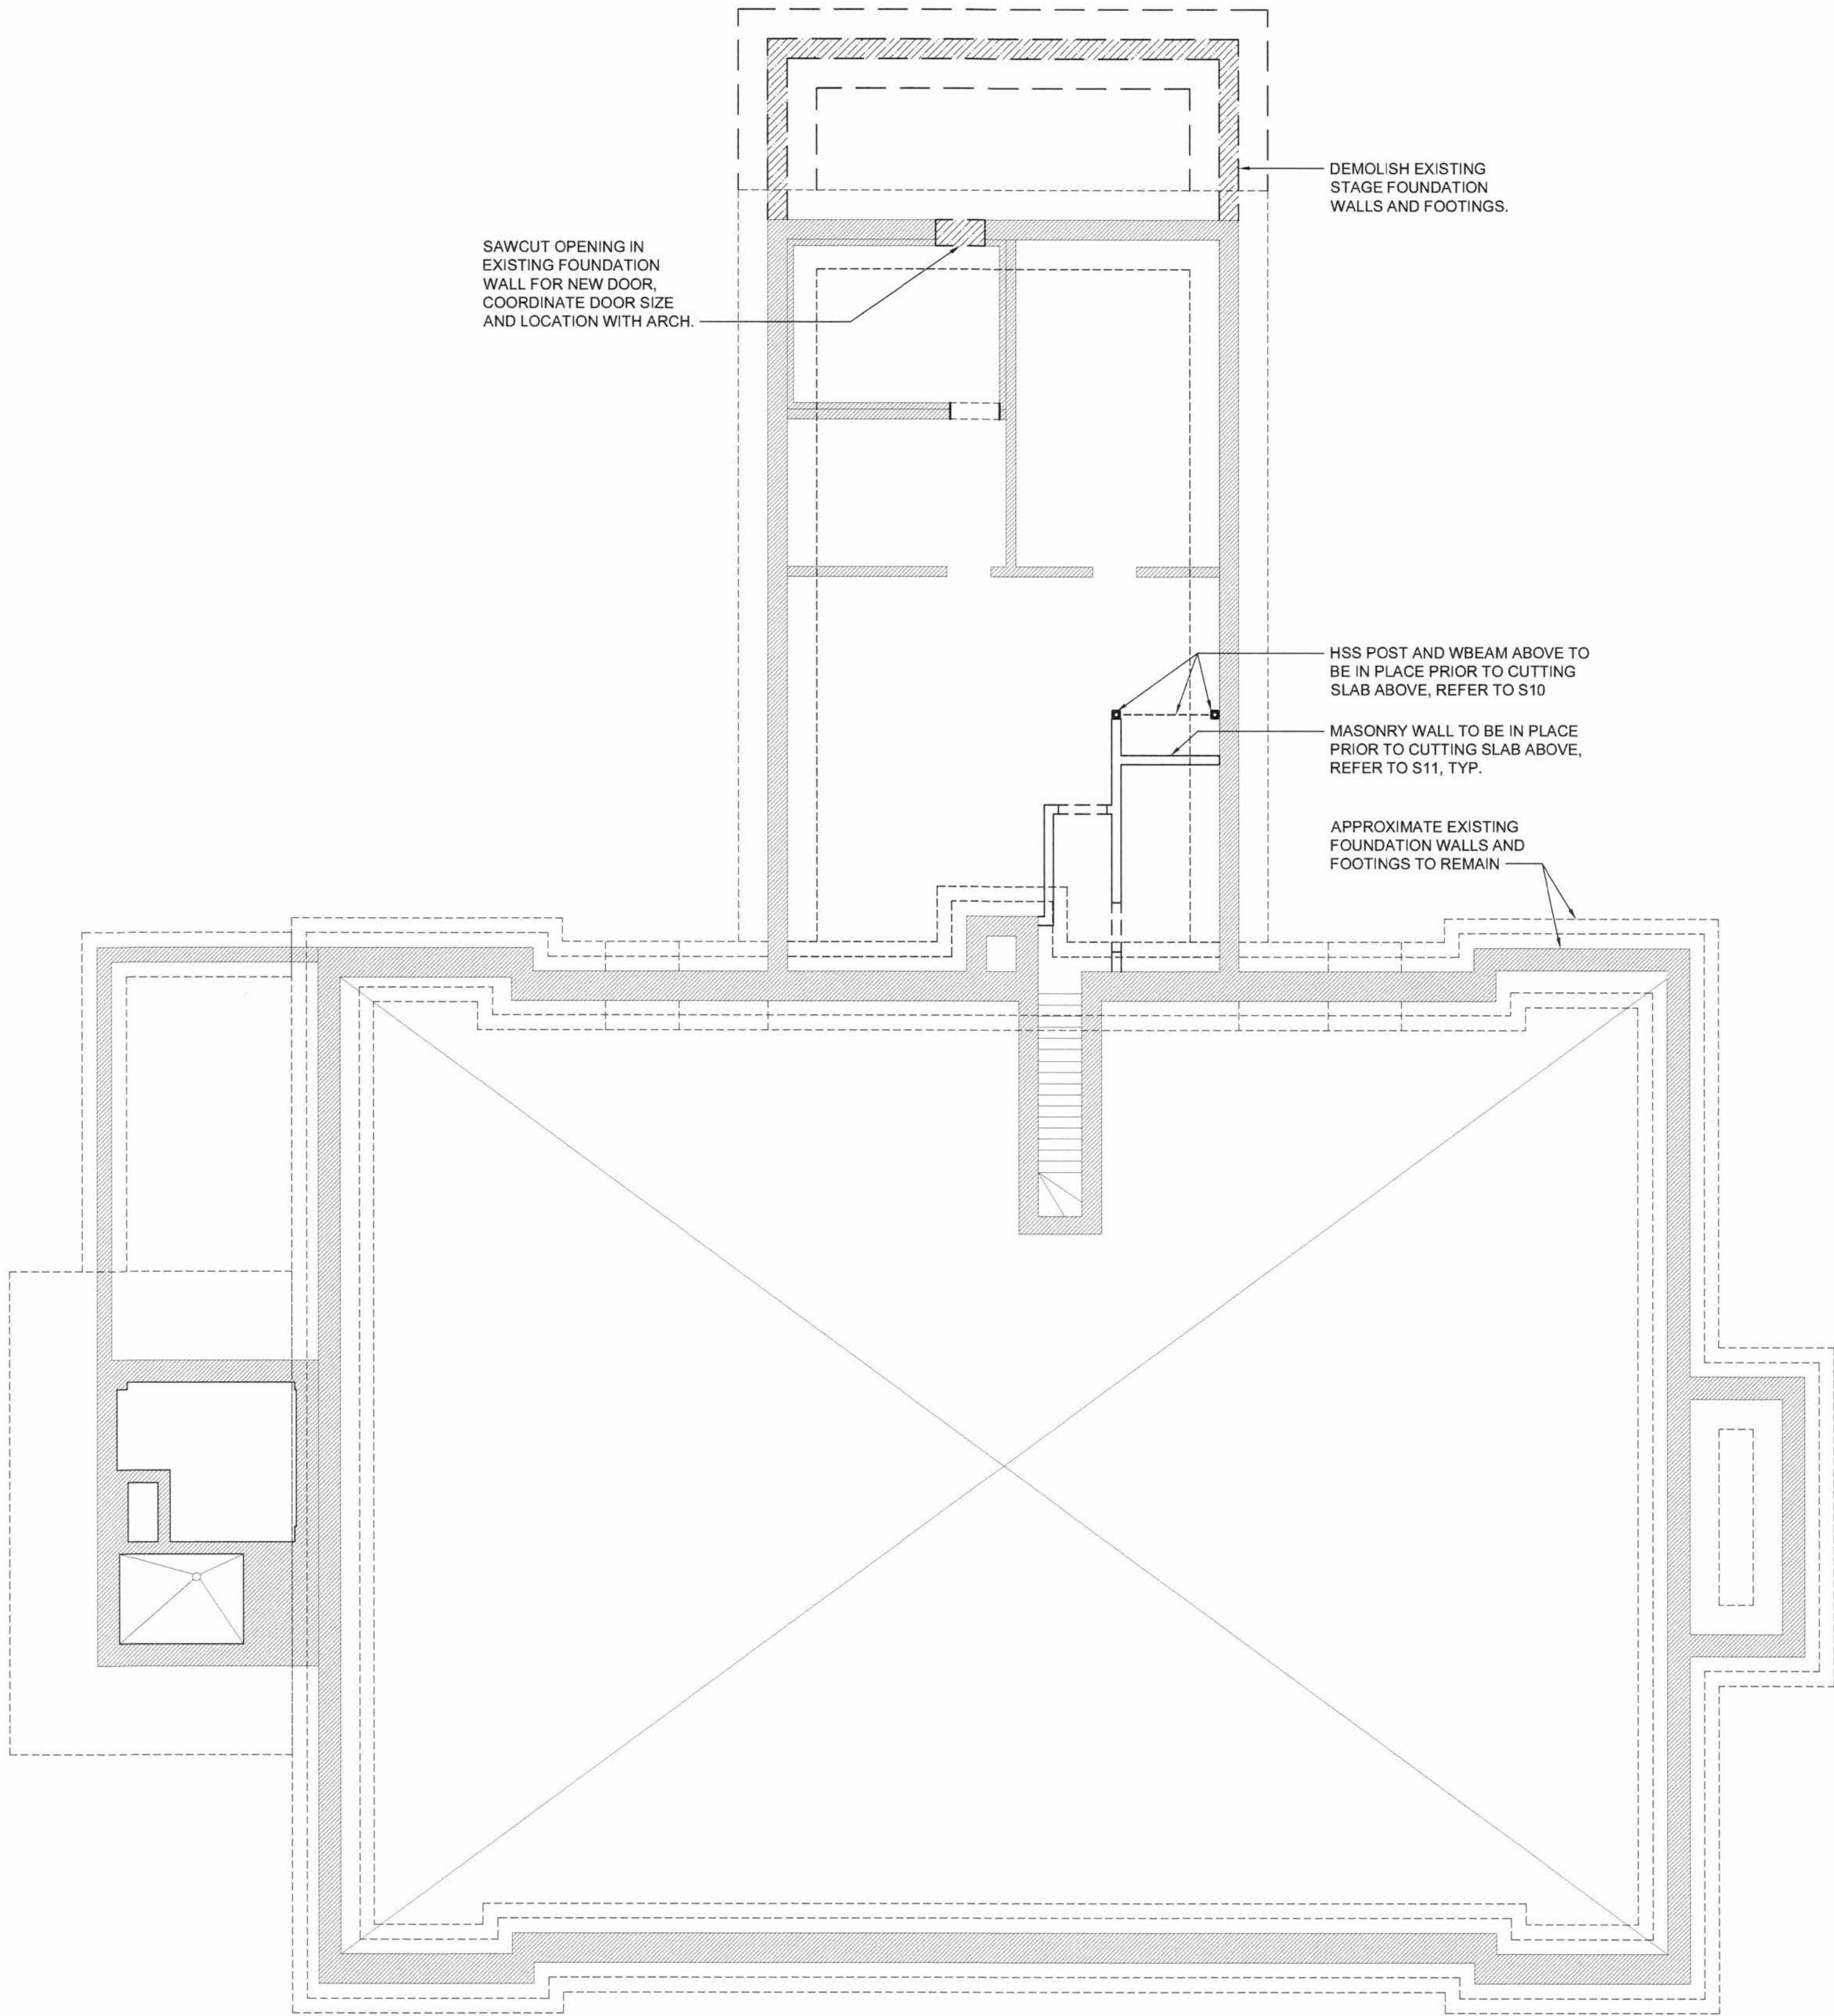 DEMOLISH EXISTING
STAGE FOUNDATION
WALLS AND FOOTINGS.
SAWCUT OPENING IN
EXISTING FOUNDATION
WALL FOR NEW DOOR,
COORDINATE DOOR SIZE
AND LOCATION WITH ARCH.
HSS POST AND WBEAM ABOVE TO
BE IN PLACE PRIOR TO CUTTING
SLAB ABOVE, REFER TO S10
MASONRY WALL TO BE IN PLACE
PRIOR TO CUTTING SLAB ABOVE,
REFER TO S11, TYP.
APPROXIMATE EXISTING
FOUNDATION WALLS AND
FOOTINGS TO REMAIN